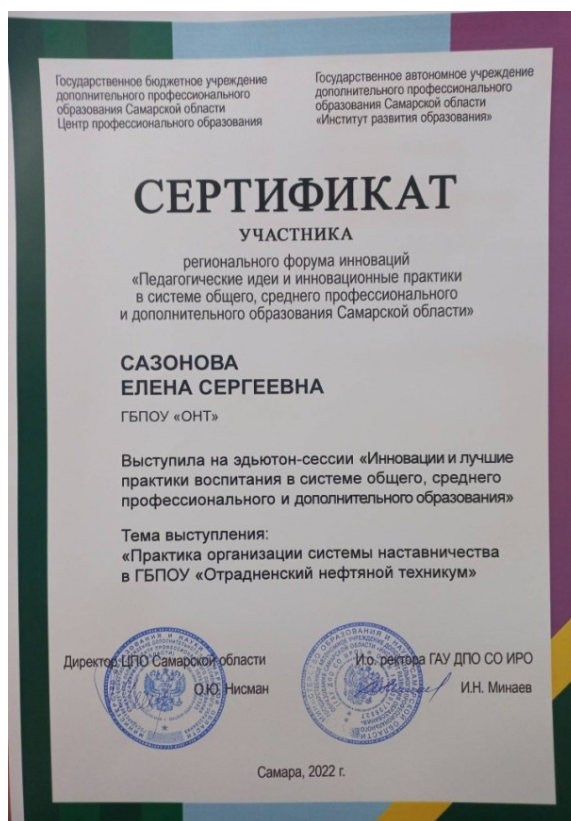 Государственное бюджетное учреждение
дополнительного профессионального
образования Самарской области
Центр профессионального образования
Государственное автономное учреждение
дополнительного профессионального
образования Самарской области
«Институт развития образования»
СЕРТИФИКАТ
УЧАСТНИКА
регионального форума инноваций
«Педагогические идеи и инновационные практики
в системе общего, среднего профессионального
и дополнительного образования Самарской области»
САЗОНОВА
ЕЛЕНА СЕРГЕЕВНА
ГБПОУ «ОНТ»
Выступила на эдьютон-сессии «Инновации и лучшие
практики воспитания в системе общего, среднего
профессионального и дополнительного образования»
Тема выступления:
«Практика организации системы наставничества
в ГБПОУ «Отрадненский нефтяной техникум»
Директор ЦПО Самарской области
О.Ю. Нисман
И.о. ректора ГАУ ДПО СО ИРО
И.Н. Минаев
Самара, 2022 г.